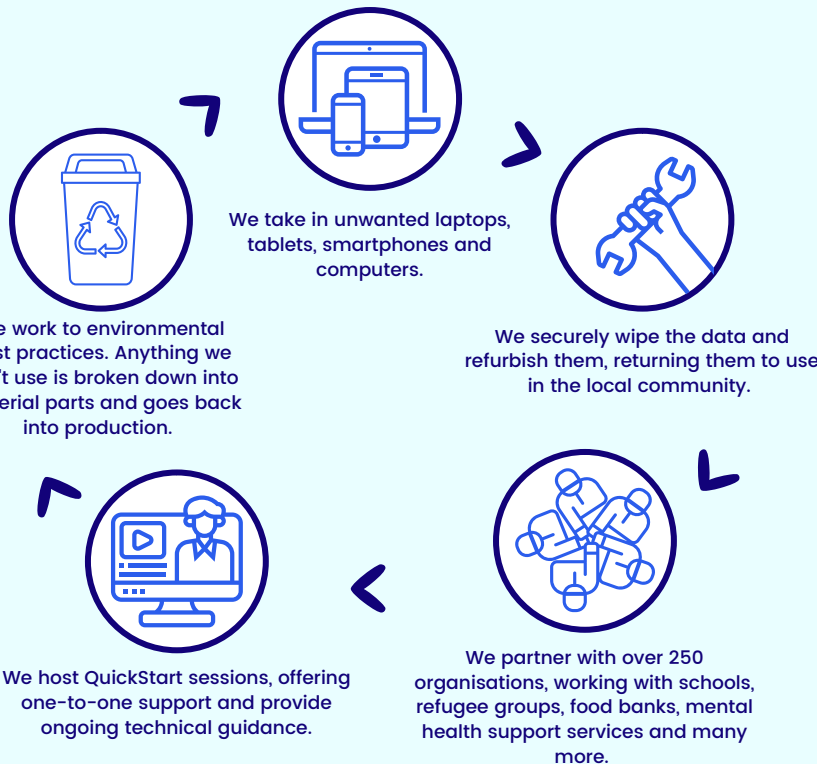 We take in unwanted laptops,
tablets, smartphones and
computers.
We securely wipe the data and
refurbish them, returning them to use
in the local community.
We partner with over 250
organisations, working with schools,
refugee groups, food banks, mental
health support services and many
more.
We host QuickStart sessions, offering
one-to-one support and provide
ongoing technical guidance.
work to environmental
practices. Anything we
use is broken down into
parts and goes back
into production.